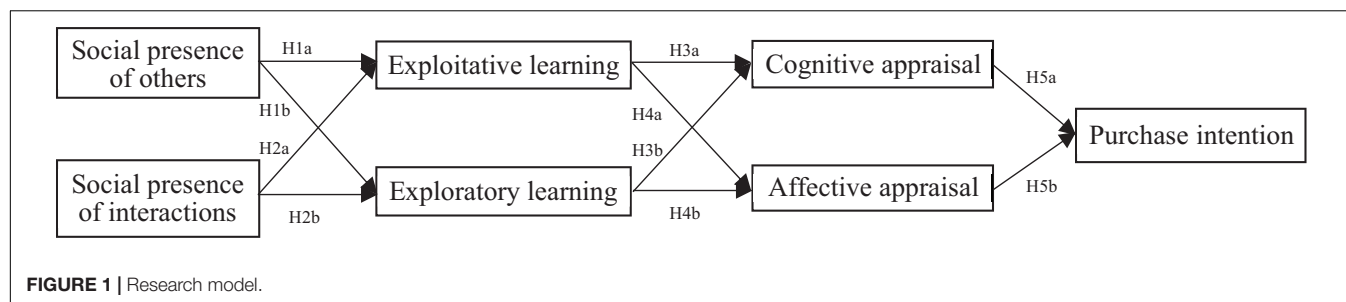 Social presence
of others
H1a
Exploitative learning
H3a
Cognitive appraisal
H5a
H1b
H4a
Purchase intention
H2a
H3b
Social presence
of interactions
H2b
Exploratory learning
H4b
Affective appraisal
H5b
FIGURE 1 | Research model.